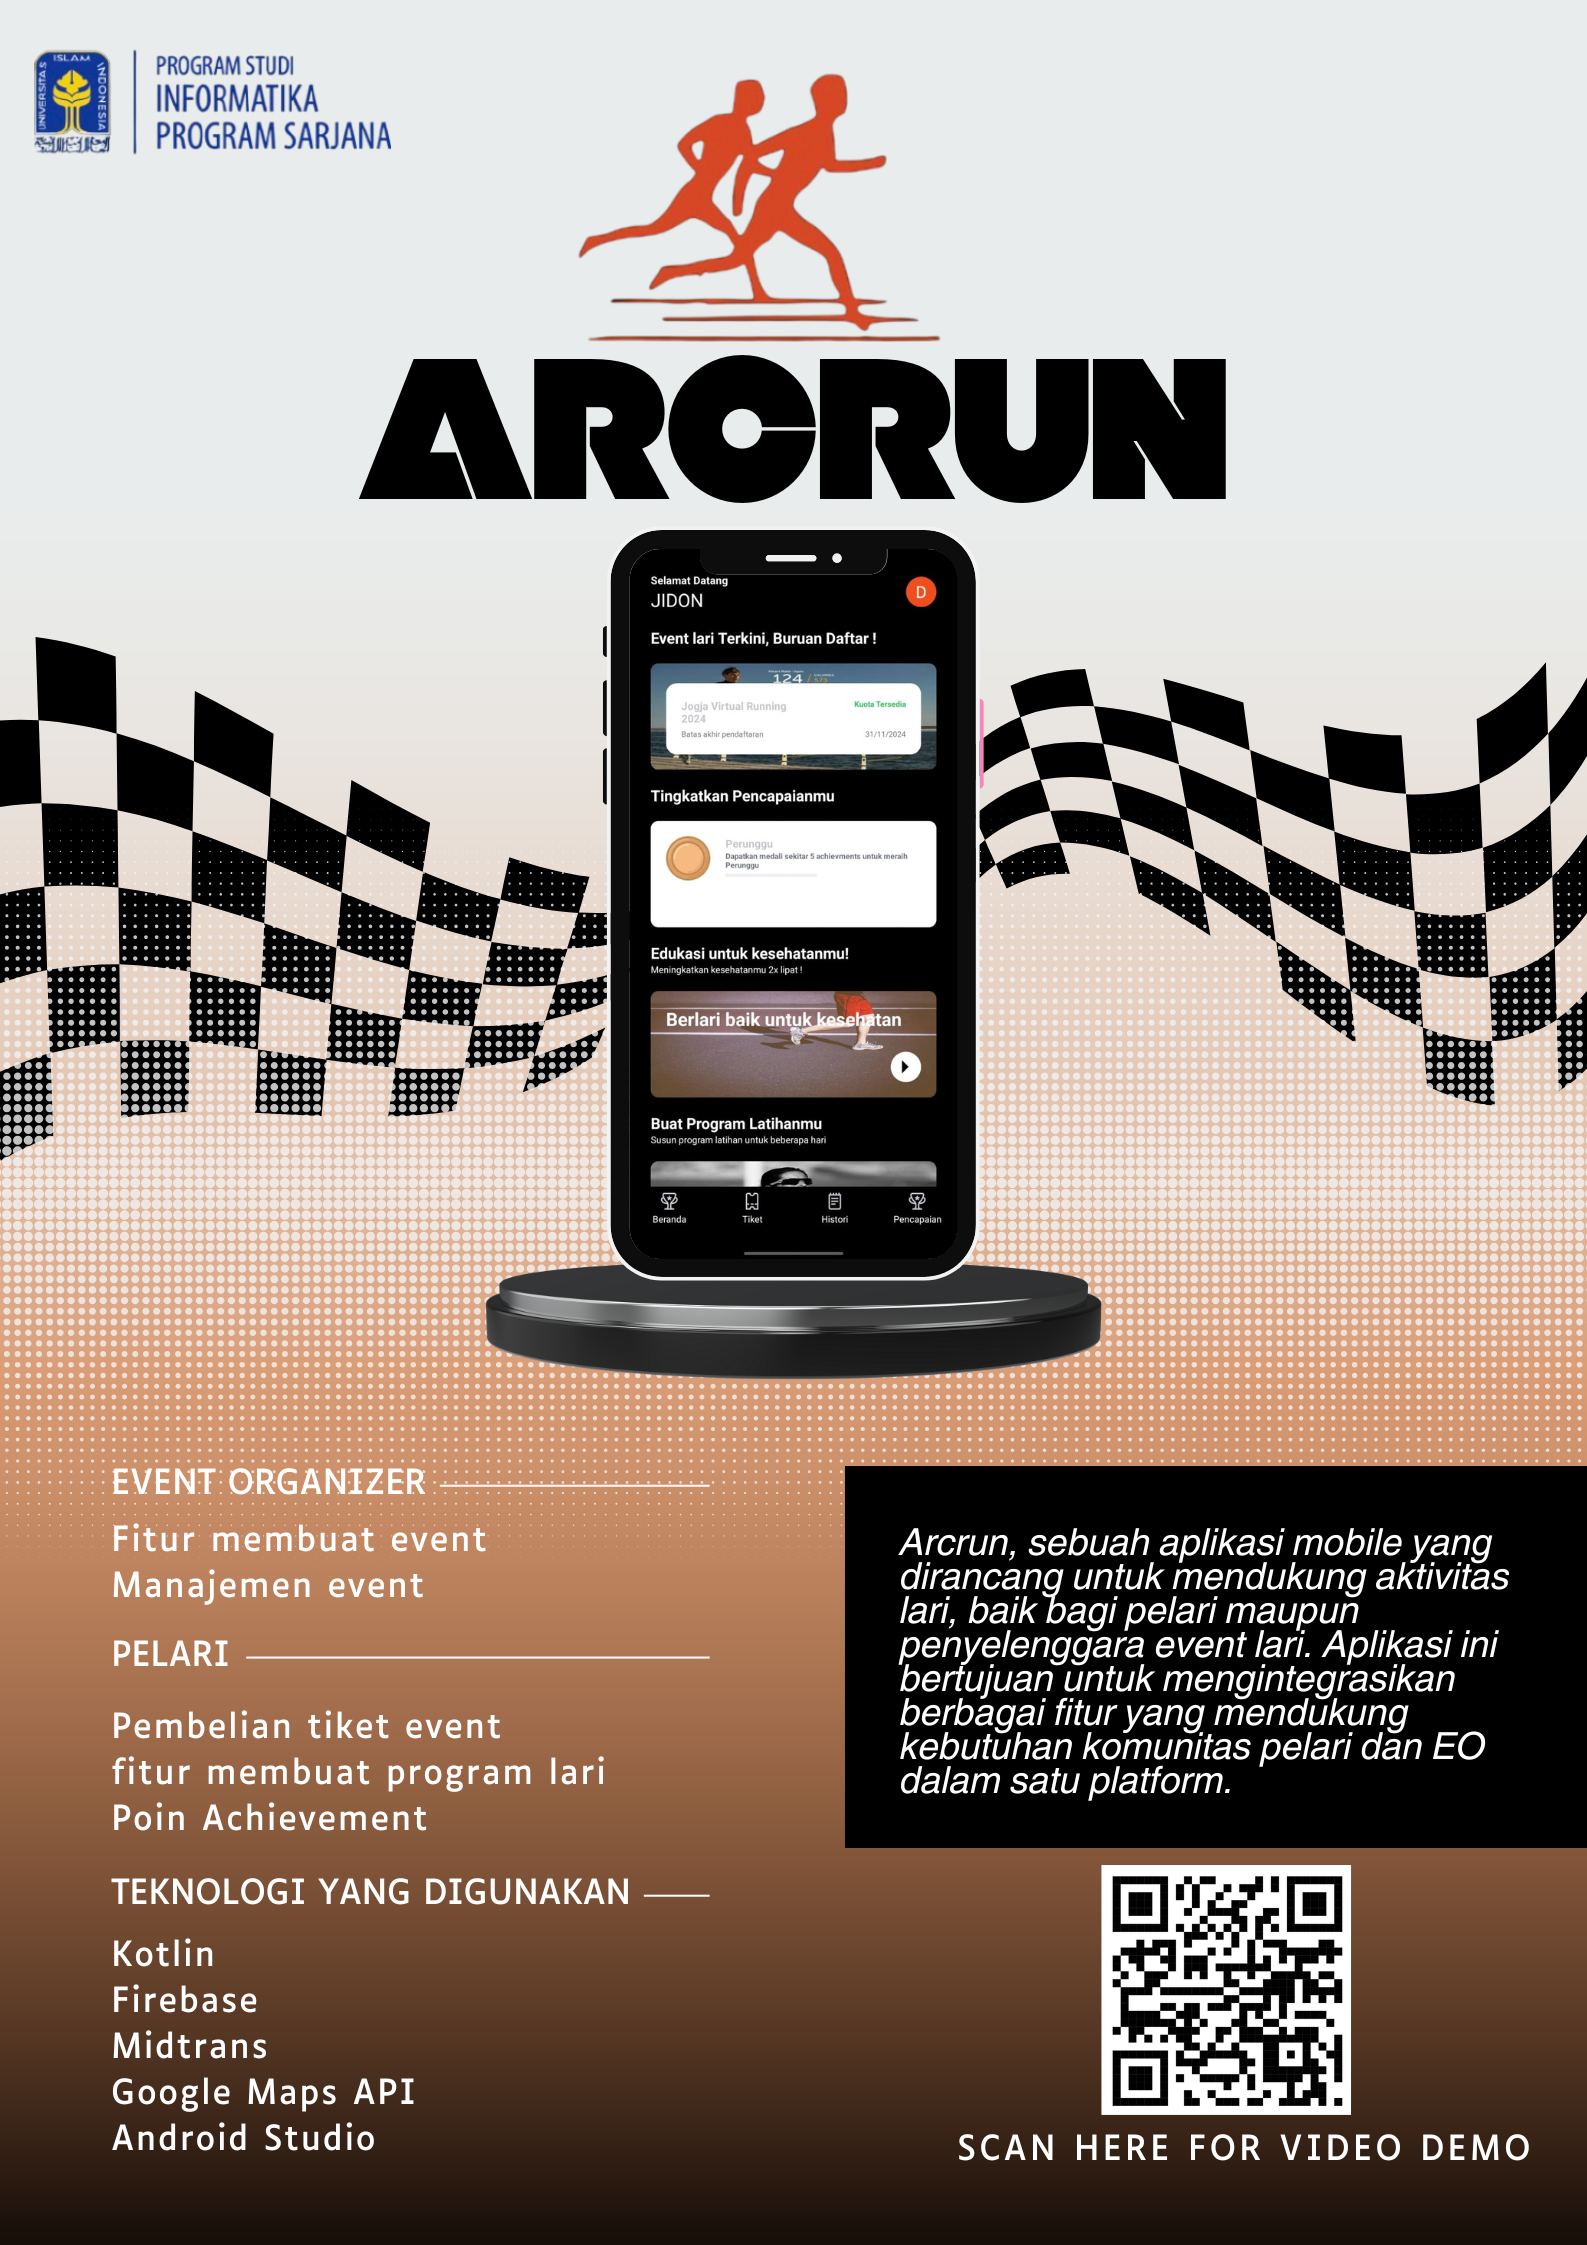 UNIVERSITAS
ISLAM
INDONESIA
PROGRAM STUDI
INFORMATIKA
PROGRAM SARJANA
ARCRUN
Selamat Datang
JIDON
D
Event lari Terkini, Buruan Daftar !
124 / 573
Jogja Virtual Running
2024
Kuota Tersedia
Batas akhir pendaftaran
31/11/2024
Tingkatkan Pencapaianmu
Perunggu
Dapatkan medali sekitar 5 achievments untuk meraih
Perunggu
Edukasi untuk kesehatanmu!
Meningkatkan kesehatanmu 2x lipat !
Berlari baik untuk kesehatan
Buat Program Latihanmu
Susun program latihan untuk beberapa hari
Beranda
Tiket
Histori
Pencapaian
EVENT ORGANIZER
Fitur membuat event
Manajemen event
PELARI
Pembelian tiket event
fitur membuat program lari
Poin Achievement
TEKNOLOGI YANG DIGUNAKAN
Kotlin
Firebase
Midtrans
Google Maps API
Android Studio
Arcrun, sebuah aplikasi mobile yang
dirancang untuk mendukung aktivitas
lari, baik bagi pelari maupun
penyelenggara event lari. Aplikasi ini
bertujuan untuk mengintegrasikan
berbagai fitur yang mendukung
kebutuhan komunitas pelari dan EO
dalam satu platform.
SCAN HERE FOR VIDEO DEMO